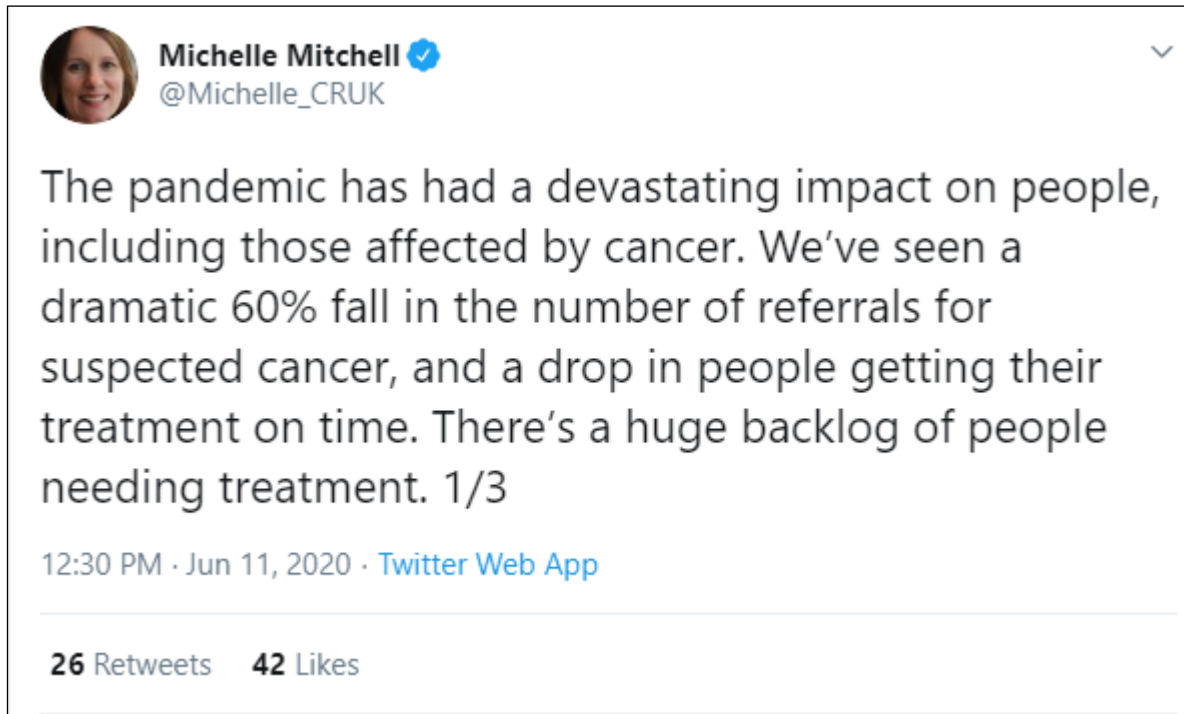 Michelle Mitchell
@Michelle_CRUK
The pandemic has had a devastating impact on people,
including those affected by cancer. We’ve seen a
dramatic 60% fall in the number of referrals for
suspected cancer, and a drop in people getting their
treatment on time. There’s a huge backlog of people
needing treatment. 1/3
12:30 PM · Jun 11, 2020 · Twitter Web App
26 Retweets 42 Likes